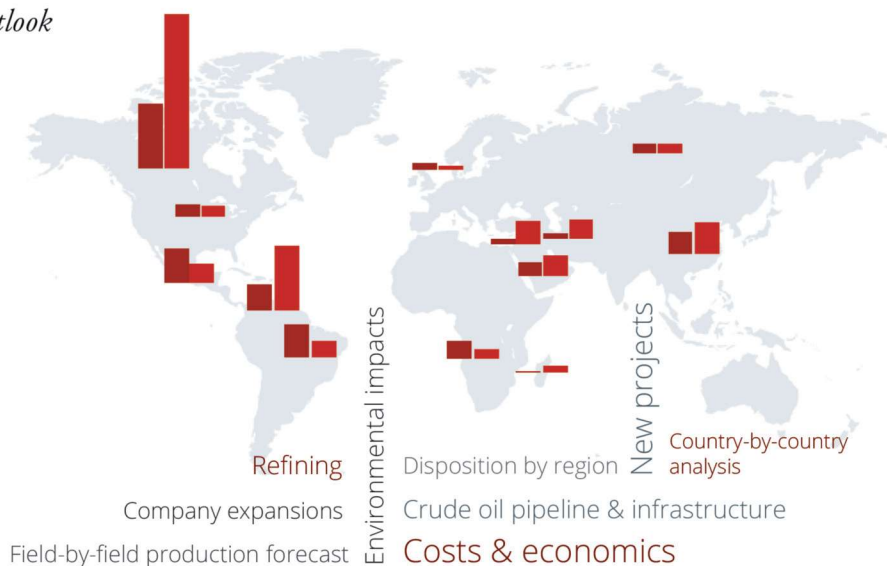 Refining
Environmental impacts
Disposition by region
New projects
Country-by-country
analysis
Company expansions
Crude oil pipeline & infrastructure
Field-by-field production forecast
Costs & economics